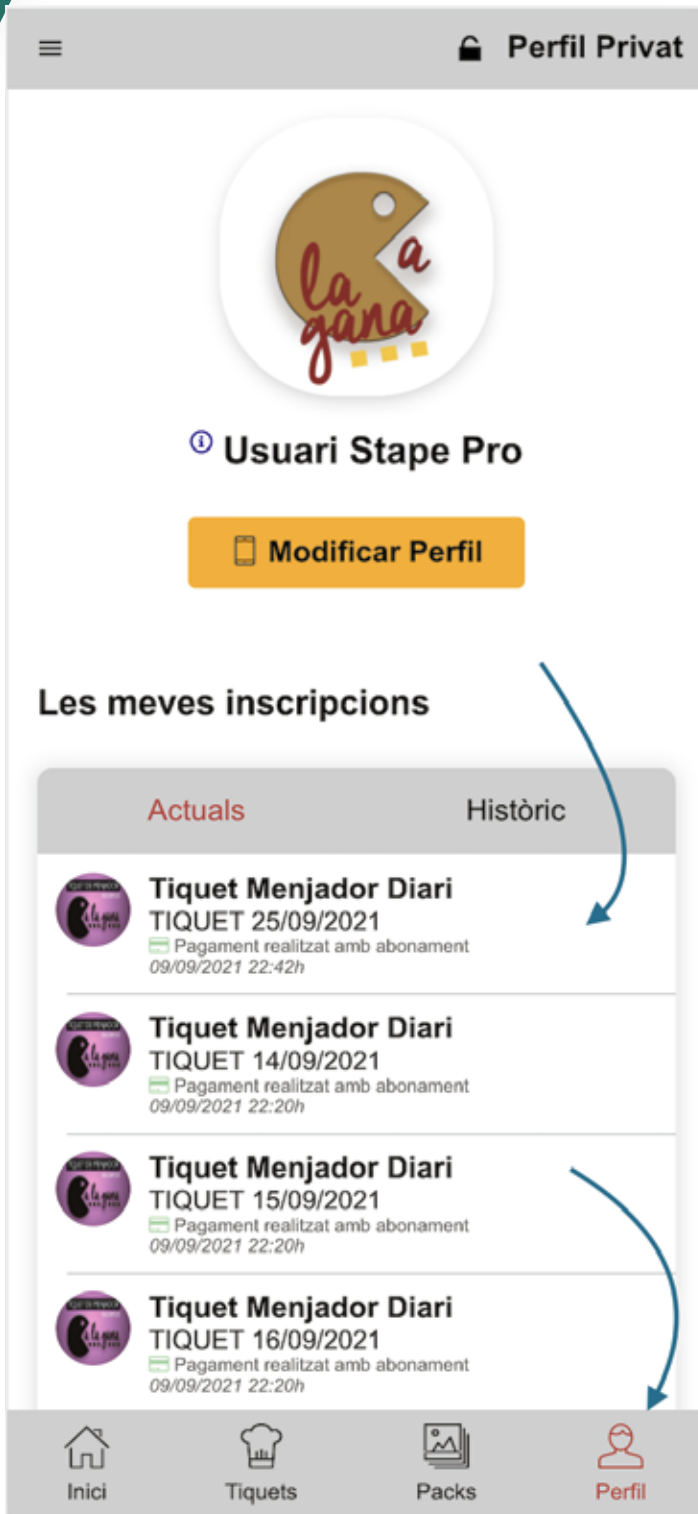 Perfil Privat
a
la
gana
Usuari Stape Pro
Modificar Perfil
Les meves inscripcions
Actuals
Històric
Tiquet Menjador Diari
TIQUET 25/09/2021
Pagament realitzat amb abonament
09/09/2021 22:42h
Tiquet Menjador Diari
TIQUET 14/09/2021
Pagament realitzat amb abonament
09/09/2021 22:20h
Tiquet Menjador Diari
TIQUET 15/09/2021
Pagament realitzat amb abonament
09/09/2021 22:20h
Tiquet Menjador Diari
TIQUET 16/09/2021
Pagament realitzat amb abonament
09/09/2021 22:20h
Inici
Tiquets
Packs
Perfil